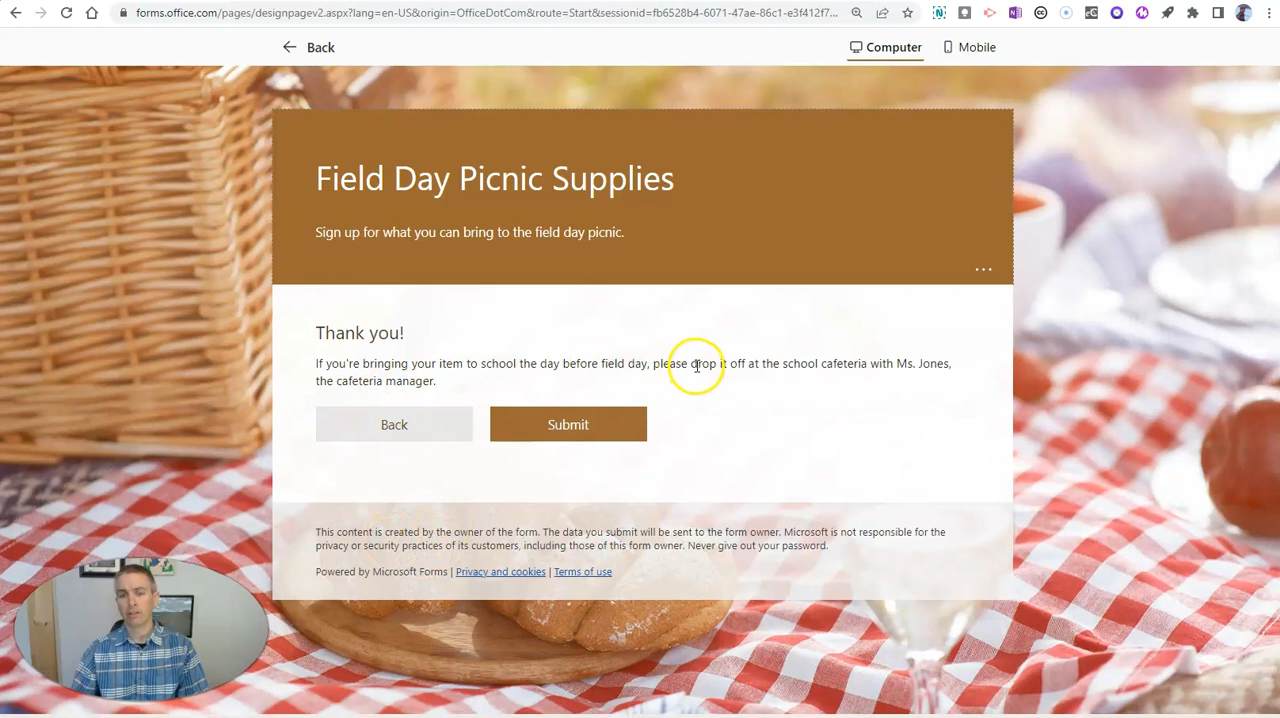 forms.office.com/pages/designpagev2.aspx?lang=en-US&origin=OfficeDotCom&route=Start&sessionid=fb6528b4-6071-47ae-86c1-e3f412f7...
Back
Computer
Mobile
Field Day Picnic Supplies
Sign up for what you can bring to the field day picnic.
...
Thank you!
If you're bringing your item to school the day before field day, please drop it off at the school cafeteria with Ms. Jones,
the cafeteria manager.
Back
Submit
This content is created by the owner of the form. The data you submit will be sent to the form owner. Microsoft is not responsible for the
privacy or security practices of its customers, including those of this form owner. Never give out your password.
Powered by Microsoft Forms | Privacy and cookies | Terms of use